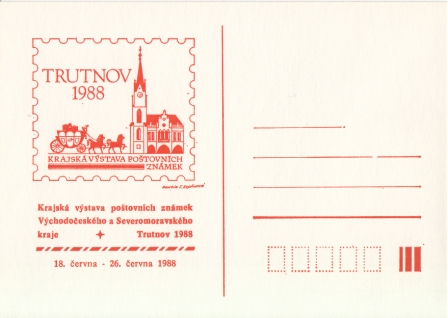 TRUTNOV
1988
KRAJSKÁ VÝSTAVA POŠTOVNÍCH
ZNÁMEK
Krajská výstava poštovních známek
Východočeského a Severomoravského
kraje + Trutnov 1988
18. června - 26. června 1988